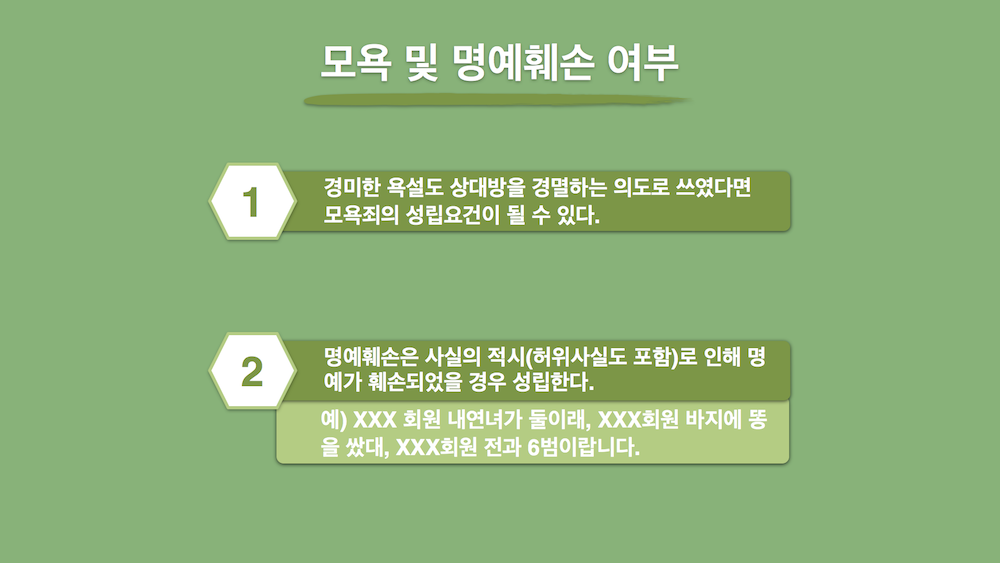 모욕 및 명예훼손 여부
1
경미한 욕설도 상대방을 경멸하는 의도로 쓰였다면
모욕죄의 성립요건이 될 수 있다.
2
명예훼손은 사실의 적시(허위사실도 포함)로 인해 명
예가 훼손되었을 경우 성립한다.
예) XXX 회원 내연녀가 둘이래, XXX회원 바지에 똥
을 쌌대, XXX회원 전과 6범이랍니다.